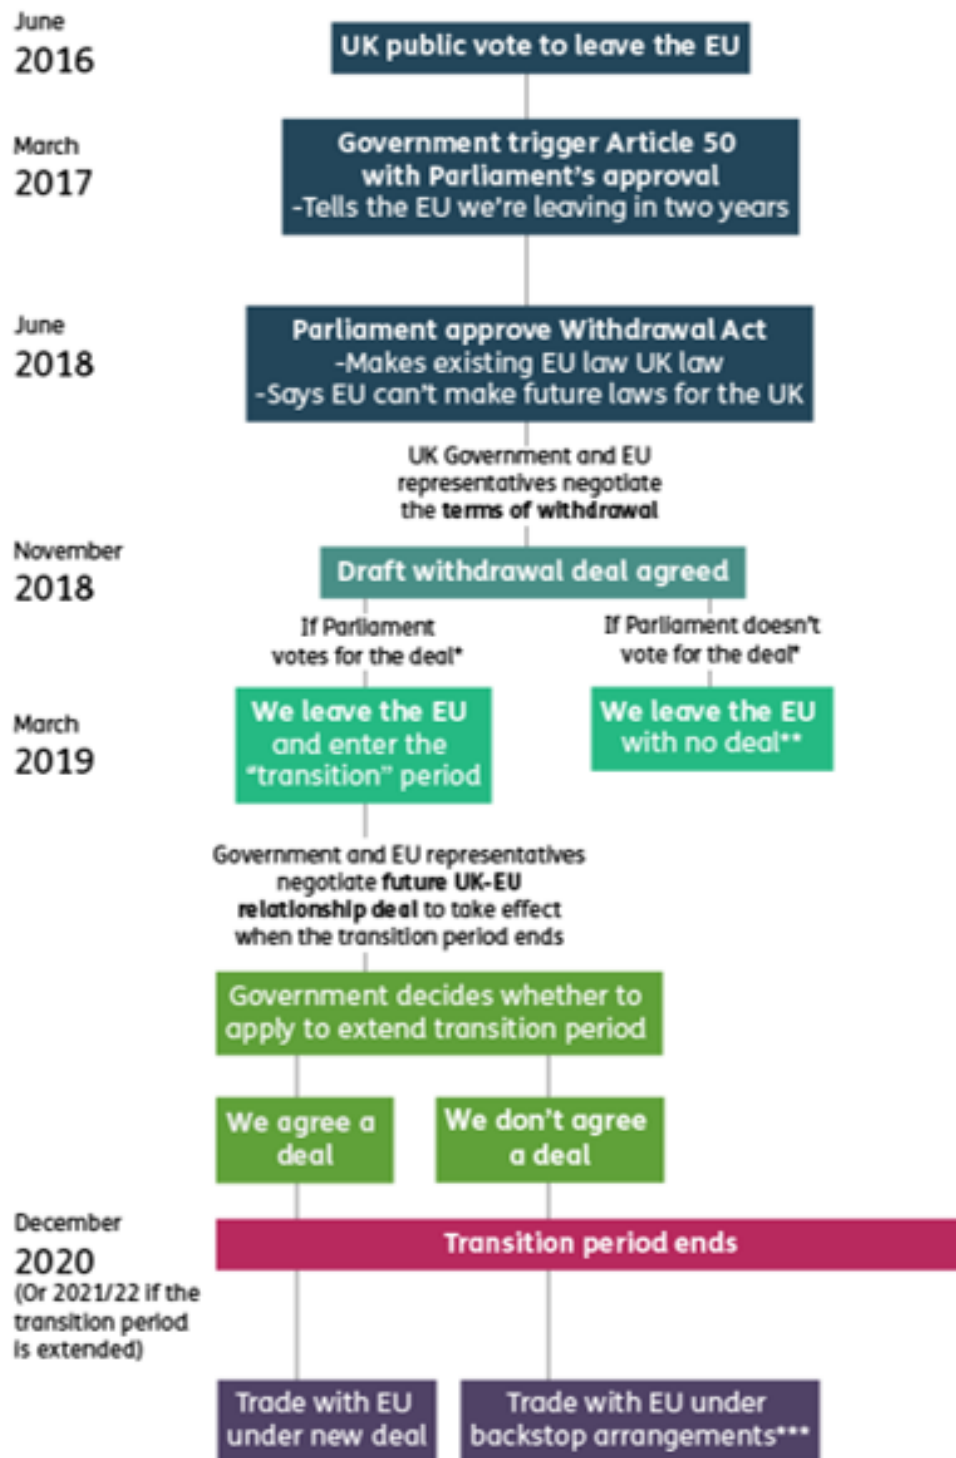 June
2016
UK public vote to leave the EU
March
2017
Government trigger Article 50
with Parliament's approval
-Tells the EU we're leaving in two years
June
2018
Parliament approve Withdrawal Act
-Makes existing EU law UK law
-Says EU can't make future laws for the UK
UK Government and EU
representatives negotiate
the terms of withdrawal
November
2018
Draft withdrawal deal agreed
If Parliament
votes for the deal*
If Parliament doesn't
vote for the deal*
March
2019
We leave the EU
and enter the
"transition" period
We leave the EU
with no deal**
Government and EU representatives
negotiate future UK-EU
relationship deal to take effect
when the transition period ends
Government decides whether to
apply to extend transition period
We agree a
deal
We don't agree
a deal
December
2020
(Or 2021/22 if the
transition period
is extended)
Transition period ends
Trade with EU
under new deal
Trade with EU under
backstop arrangements***